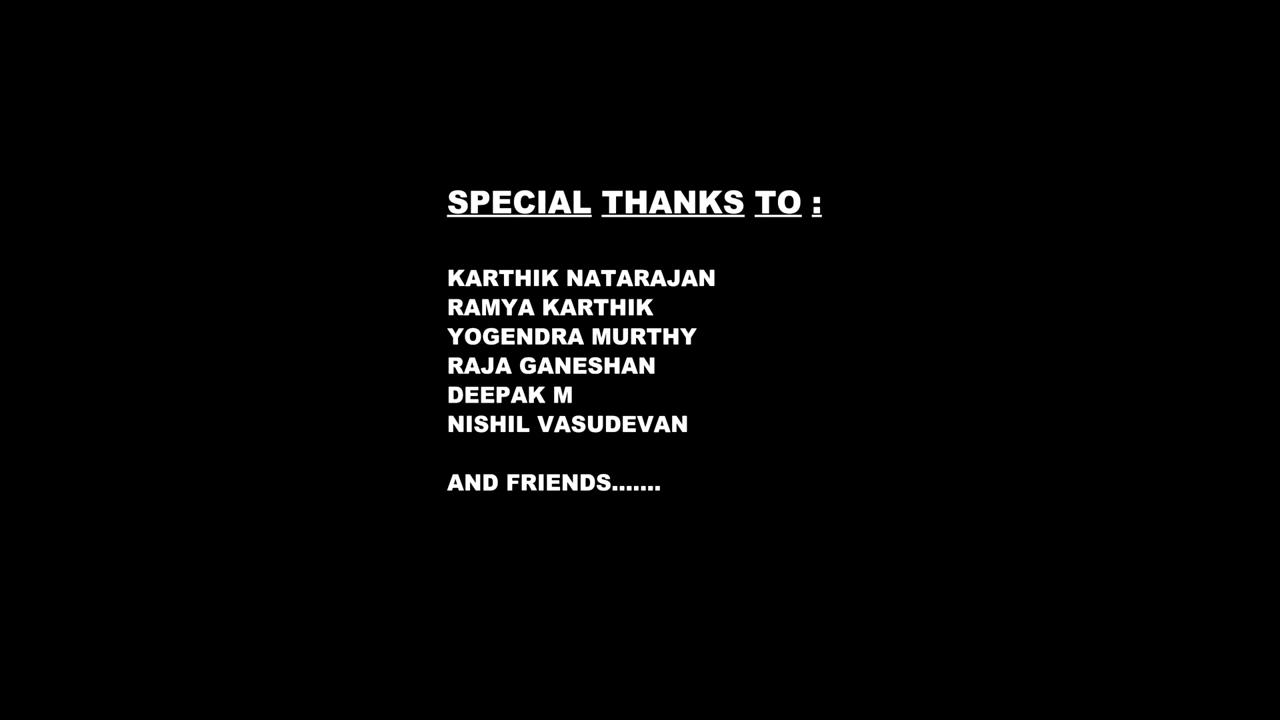 SPECIAL THANKS TO :
KARTHIK NATARAJAN
RAMYA KARTHIK
YOGENDRA MURTHY
RAJA GANESHAN
DEEPAK M
NISHIL VASUDEVAN
AND FRIENDS.......